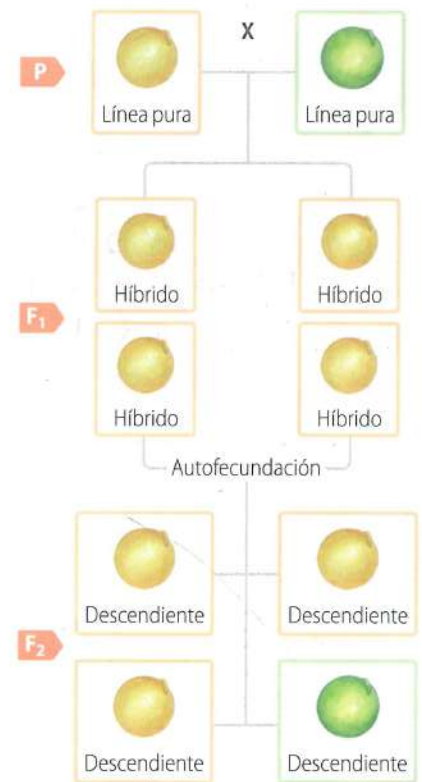 X
P
Línea pura
Línea pura
Híbrido
Híbrido
F₁
Híbrido
Híbrido
Autofecundación
Descendiente
Descendiente
F₂
Descendiente
Descendiente